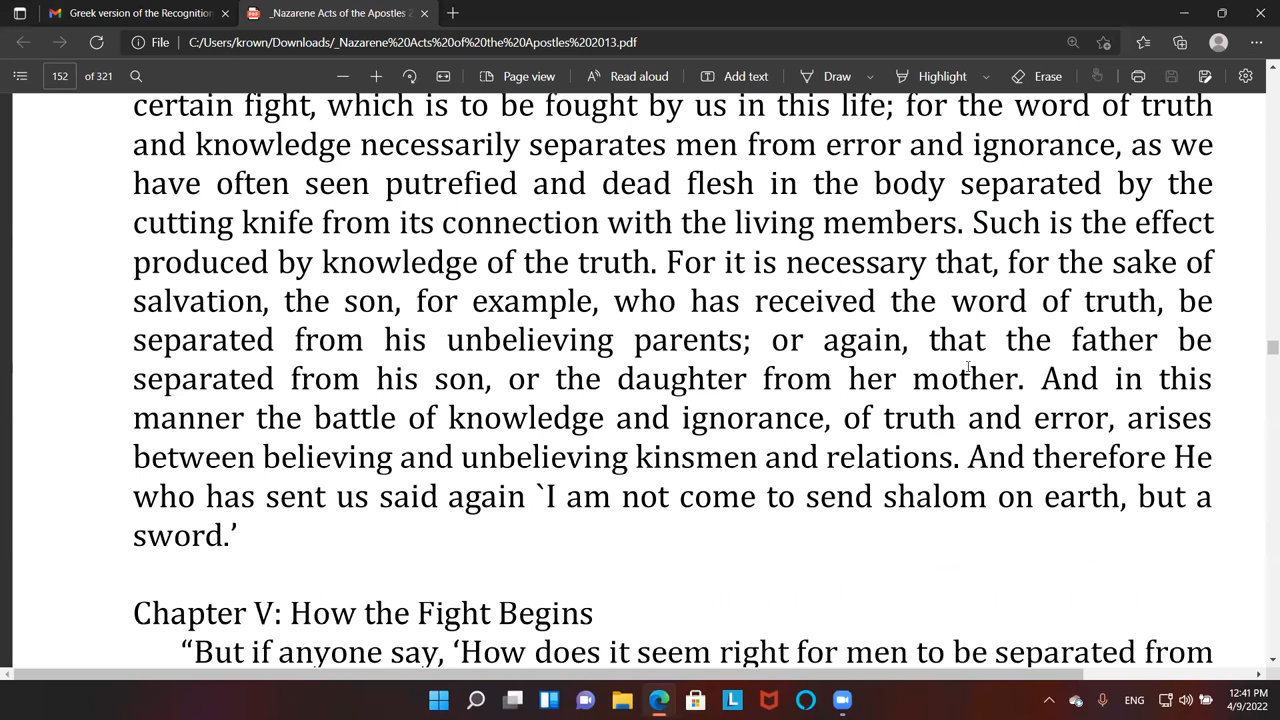 Greek version of the Recognition
_Nazarene Acts of the Apostles 2
File
C:/Users/krown/Downloads/_Nazarene%20Acts%20of%20the%20Apostles%202013.pdf
152 of 321
Page view
Read aloud
Add text
Draw
Highlight
Erase
certain fight, which is to be fought by us in this life; for the word of truth
and knowledge necessarily separates men from error and ignorance, as we
have often seen putrefied and dead flesh in the body separated by the
cutting knife from its connection with the living members. Such is the effect
produced by knowledge of the truth. For it is necessary that, for the sake of
salvation, the son, for example, who has received the word of truth, be
separated from his unbelieving parents; or again, that the father be
separated from his son, or the daughter from her mother. And in this
manner the battle of knowledge and ignorance, of truth and error, arises
between believing and unbelieving kinsmen and relations. And therefore He
who has sent us said again `I am not come to send shalom on earth, but a
sword.’
Chapter V: How the Fight Begins
“But if anyone say, ‘How does it seem right for men to be separated from
L
ENG
12:41 PM
4/9/2022